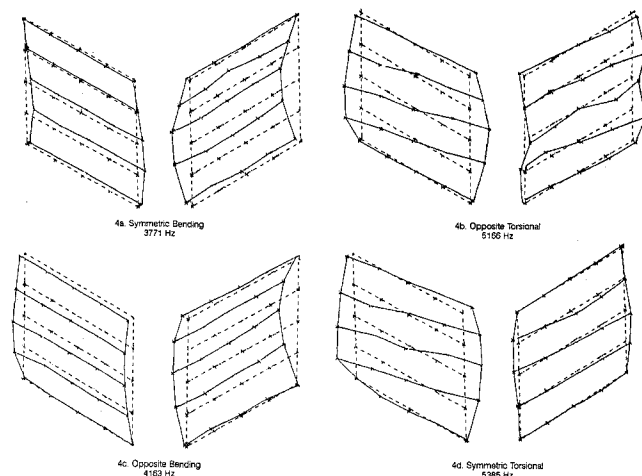 4a. Symmetric Bending
3771 Hz
4b. Opposite Torsional
5166 Hz
4c. Opposite Bending
4163 Hz
4d. Symmetric Torsional
5385 Hz